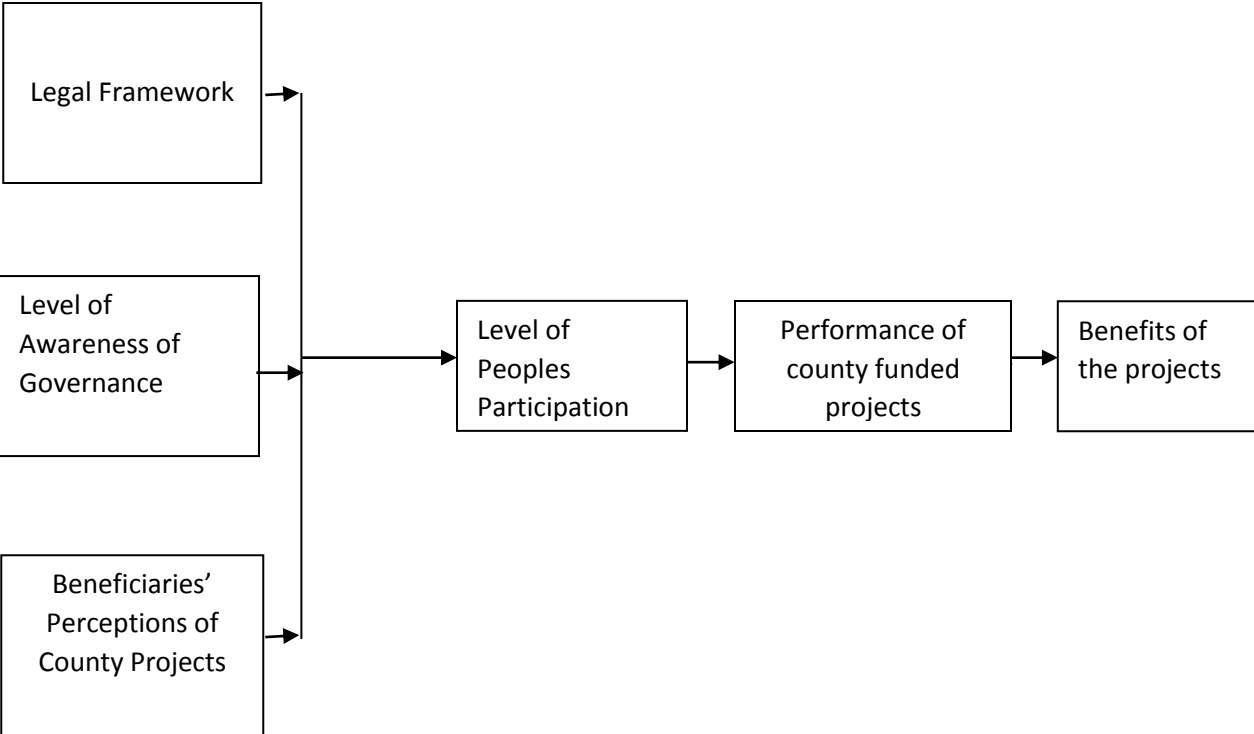 Legal Framework
Level of
Awareness of
Governance
Beneficiaries’
Perceptions of
County Projects
Level of
Peoples
Participation
Performance of
county funded
projects
Benefits of
the projects